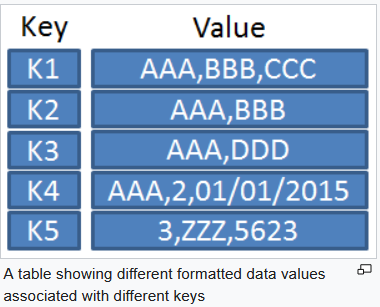 Key Value
K1 AAA,BBB,CCC
K2 AAA,BBB
K3 AAA,DDD
K4 AAA,2,01/01/2015
K5 3,ZZZ,5623
A table showing different formatted data values
associated with different keys